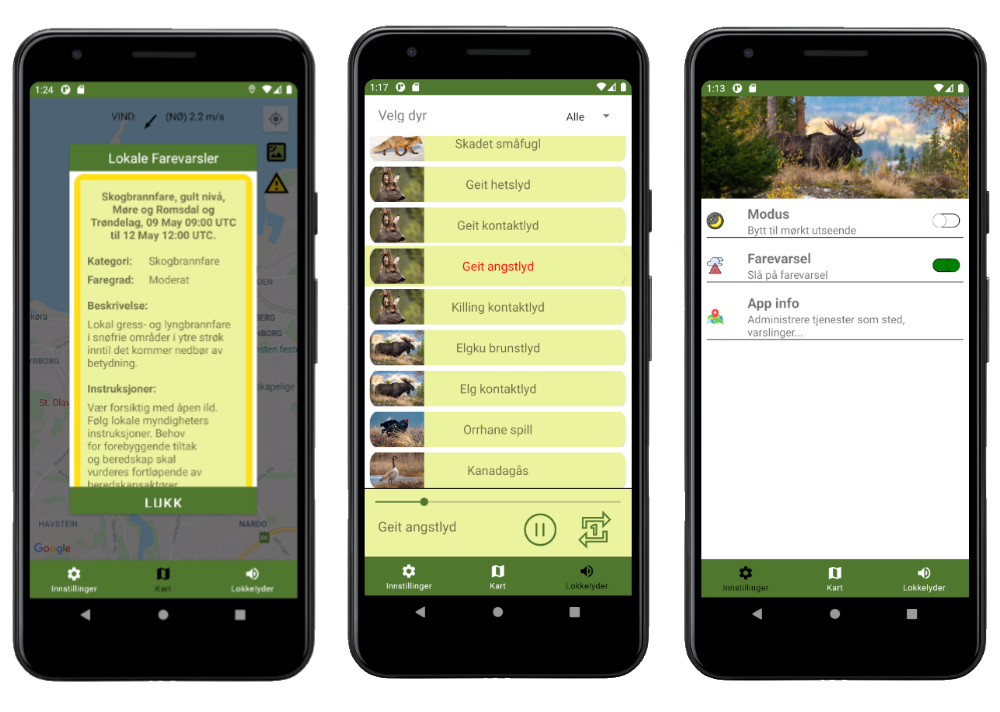 1:24
VIND: (NØ) 2.2 m/s
Lokale Farevarsler
Skogbrannfare, gult nivå,
Møre og Romsdal og
Trøndelag, 09 May 09:00 UTC
til 12 May 12:00 UTC.
Kategori: Skogbrannfare
Faregrad: Moderat
Beskrivelse:
Lokal gress- og lyngbrannfare
i snøfrie områder i ytre strøk
inntil det kommer nedbør av
betydning.
Instruksjoner:
Vær forsiktig med åpen ild.
Følg lokale myndigheters
instruksjoner. Behov
for forebyggende tiltak
og beredskap skal
vurderes fortløpende av
beredskapsaktører
LUKK
St. Olav
HAVSTEIN
NARDO
Google
Innstillinger
Kart
Lokkelyder
1:17
Velg dyr
Alle
Skadet småfugl
Geit hetslyd
Geit kontaktlyd
Geit angstlyd
Killing kontaktlyd
Elgku brunstlyd
Elg kontaktlyd
Orrhane spill
Kanadagås
Geit angstlyd
1
Innstillinger
Kart
Lokkelyder
1:13
Modus
Bytt til mørkt utseende
Farevarsel
Slå på farevarsel
App info
Administrere tjenester som sted,
varslinger...
Innstillinger
Kart
Lokkelyder